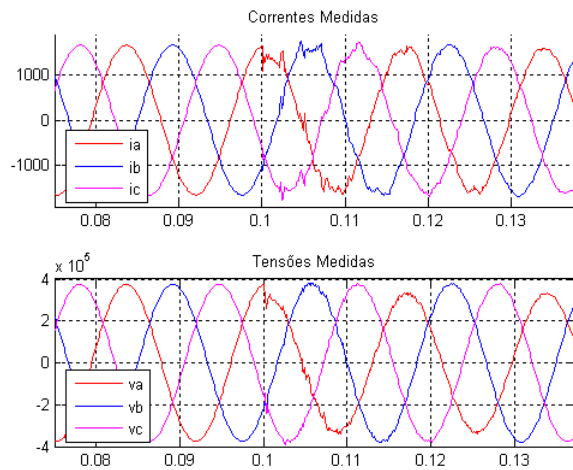 Correntes Medidas
1000
0
-1000
ia
ib
ic
0.08 0.09 0.1 0.11 0.12 0.13
x 10^5
Tensões Medidas
4
2
0
-2
-4
va
vb
vc
0.08 0.09 0.1 0.11 0.12 0.13